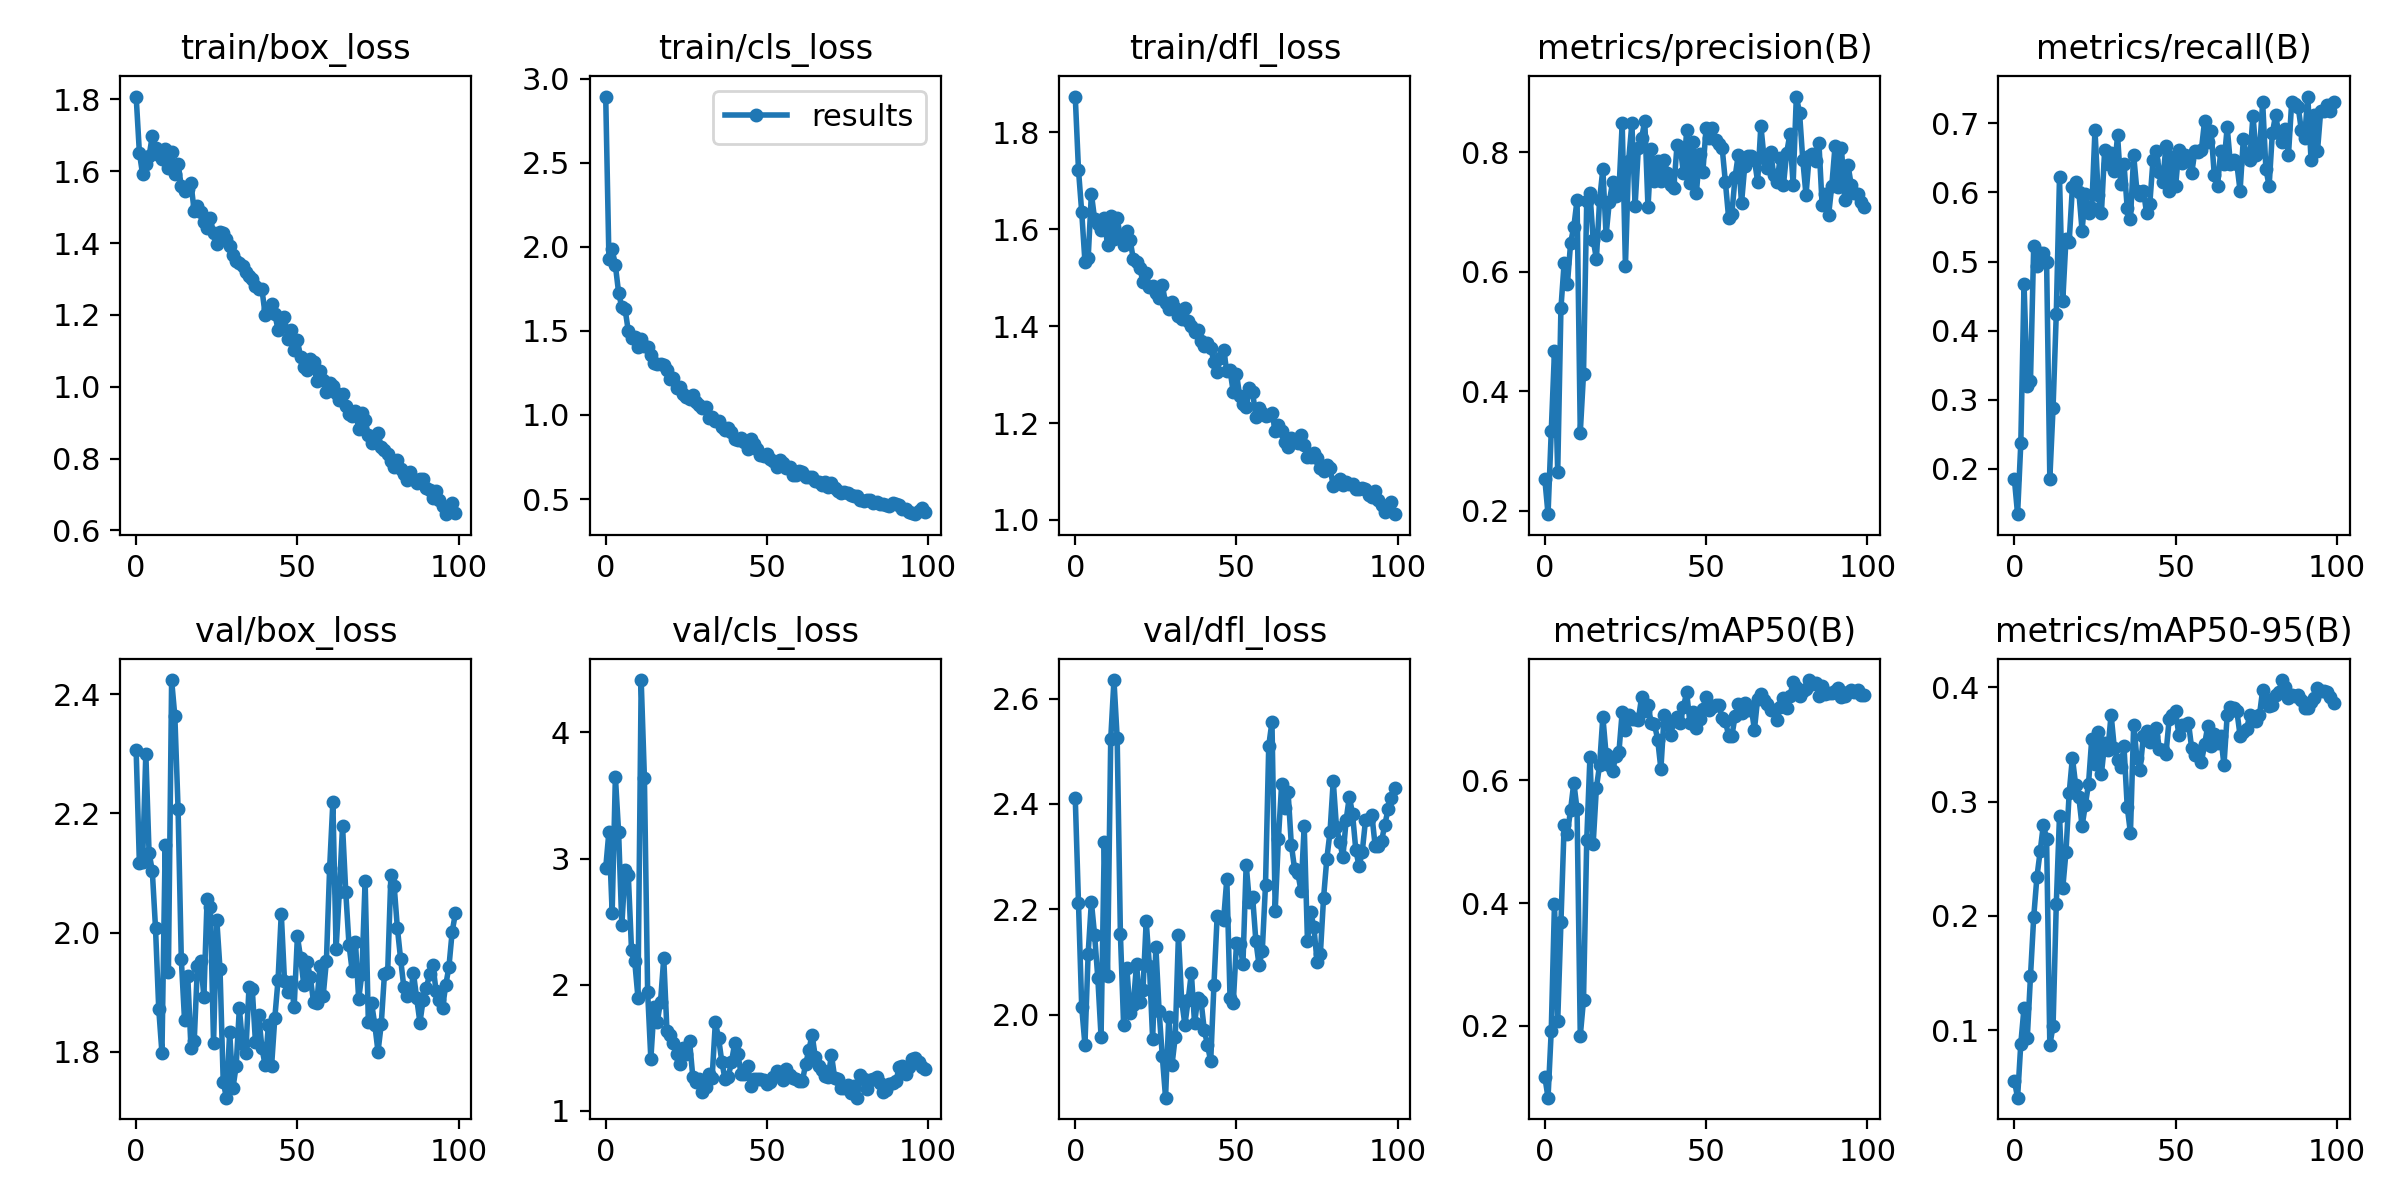 train/box_loss
1.8
1.6
1.4
1.2
1.0
0.8
0.6
0 50 100
train/cls_loss
results
3.0
2.5
2.0
1.5
1.0
0.5
0 50 100
train/dfl_loss
1.8
1.6
1.4
1.2
1.0
0 50 100
metrics/precision(B)
0.8
0.6
0.4
0.2
0 50 100
metrics/recall(B)
0.7
0.6
0.5
0.4
0.3
0.2
0 50 100
val/box_loss
2.4
2.2
2.0
1.8
0 50 100
val/cls_loss
4
3
2
1
0 50 100
val/dfl_loss
2.6
2.4
2.2
2.0
0 50 100
metrics/mAP50(B)
0.6
0.4
0.2
0 50 100
metrics/mAP50-95(B)
0.4
0.3
0.2
0.1
0 50 100